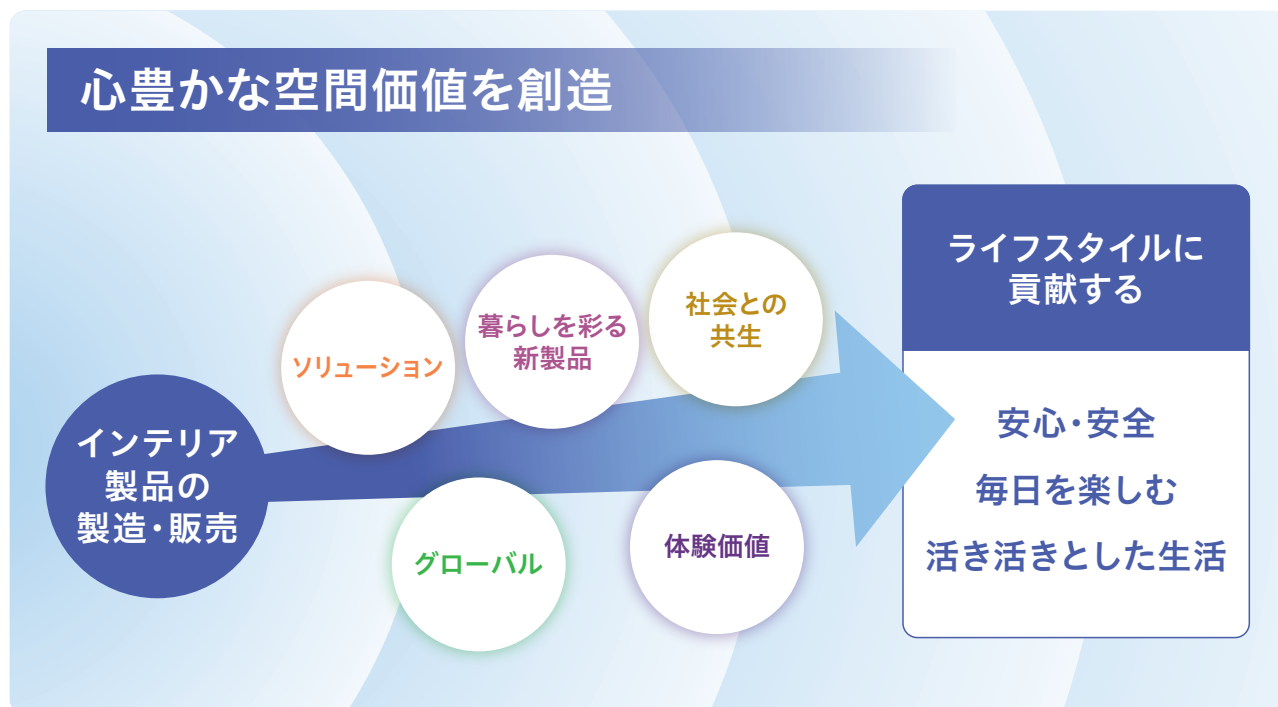 心豊かな空間価値を創造
インテリア
製品の
製造・販売
ソリューション
暮らしを彩る
新製品
社会との
共生
グローバル
体験価値
ライフスタイルに
貢献する
安心・安全
毎日を楽しむ
活き活きとした生活